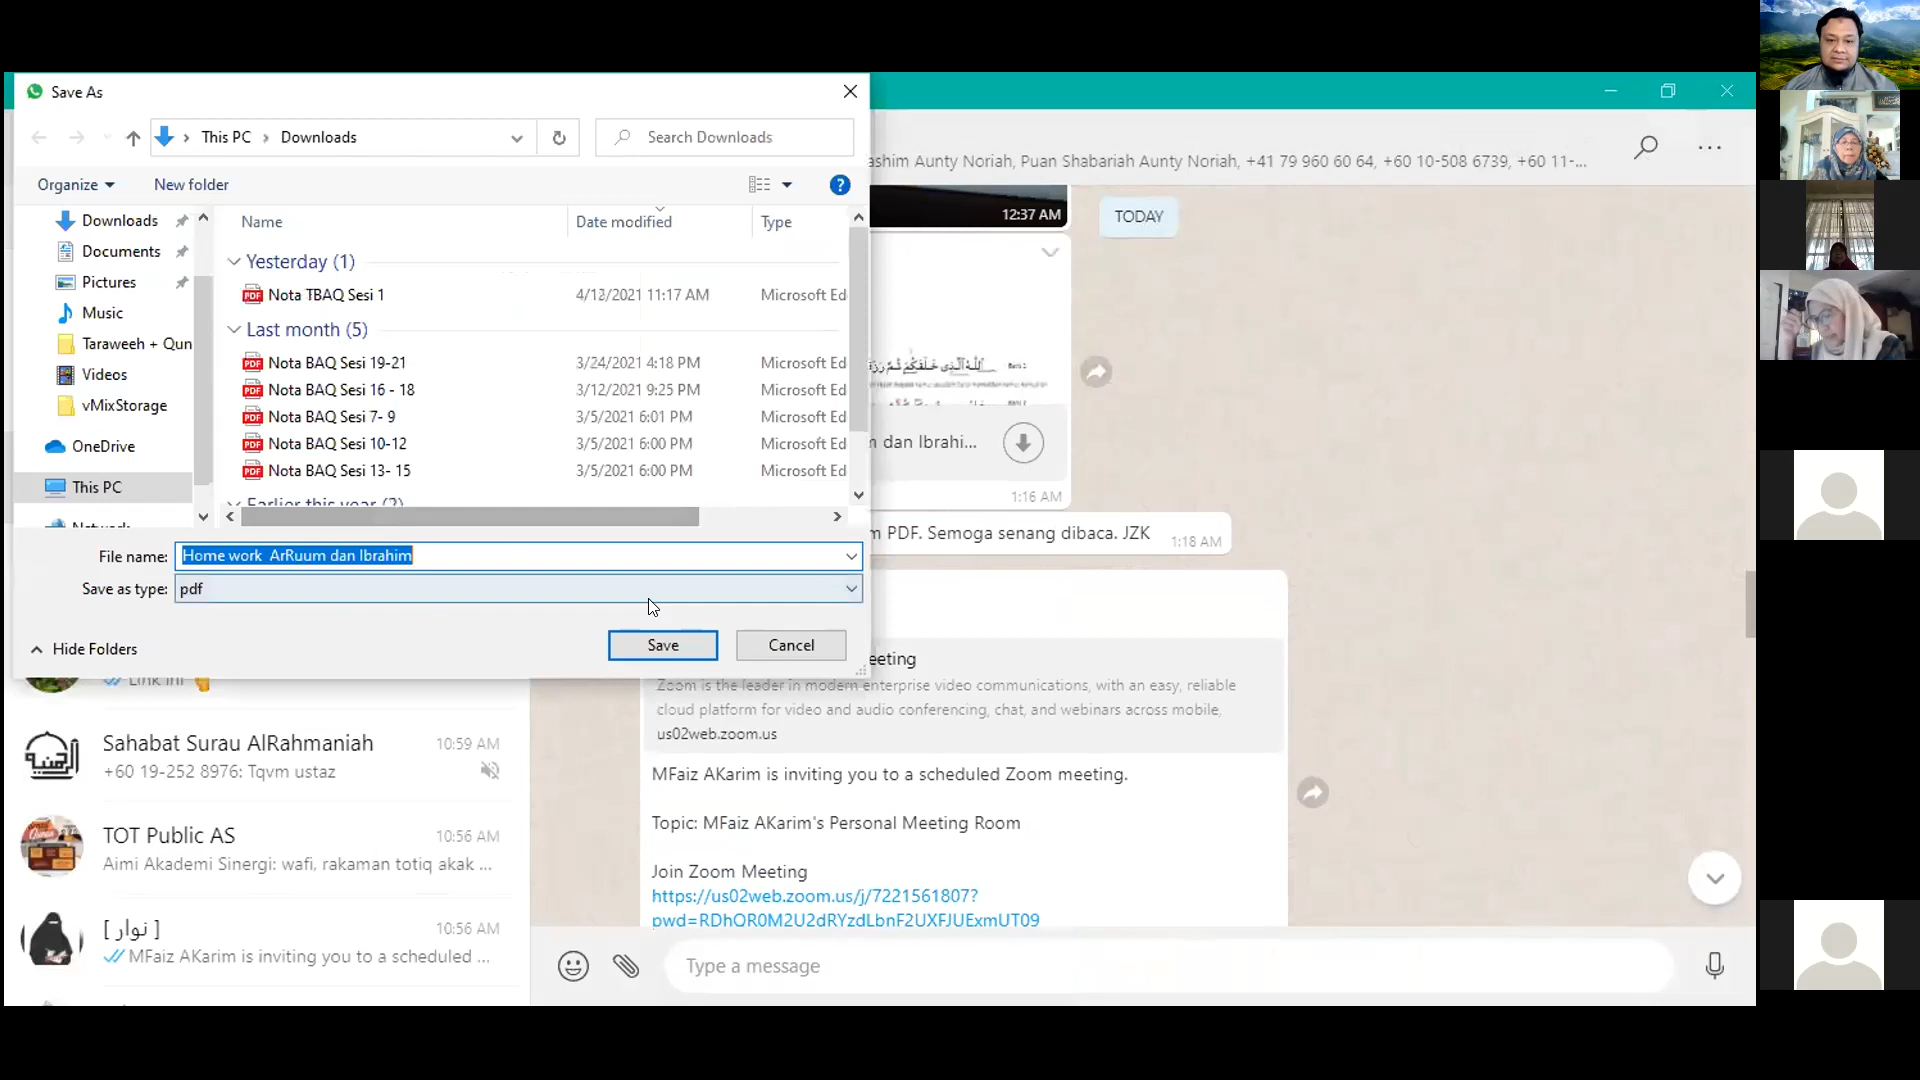 Save As
This PC
Downloads
Search Downloads
Organize
New folder
Downloads
Documents
Pictures
Music
Taraweeh + Qun
Videos
vMixStorage
OneDrive
This PC
Network
Name
Date modified
Type
Yesterday (1)
Nota TBAQ Sesi 1 4/13/2021 11:17 AM Microsoft Ed
Last month (5)
Nota BAQ Sesi 19-21 3/24/2021 4:18 PM Microsoft Ed
Nota BAQ Sesi 16 - 18 3/12/2021 9:25 PM Microsoft Ed
Nota BAQ Sesi 7- 9 3/5/2021 6:01 PM Microsoft Ed
Nota BAQ Sesi 10-12 3/5/2021 6:00 PM Microsoft Ed
Nota BAQ Sesi 13- 15 3/5/2021 6:00 PM Microsoft Ed
Earlier this year (2)
File name: Home work ArRuum dan Ibrahim
Save as type: pdf
Hide Folders
Save
Cancel
ashim Aunty Noriah, Puan Shabariah Aunty Noriah, +41 79 960 60 64, +60 10-508 6739, +60 11-...
12:37 AM
TODAY
dan Ibrahi...
1:16 AM
PDF. Semoga senang dibaca. JZK 1:18 AM
eeting
Zoom is the leader in modern enterprise video communications, with an easy, reliable
cloud platform for video and audio conferencing, chat, and webinars across mobile,
us02web.zoom.us
MFaiz AKarim is inviting you to a scheduled Zoom meeting.
Topic: MFaiz AKarim's Personal Meeting Room
Join Zoom Meeting
https://us02web.zoom.us/j/7221561807?
pwd=RDhQR0M2U2dRYzdLbnF2UXFJUExmUT09
Type a message
Link ini
Sahabat Surau AlRahmaniah 10:59 AM
+60 19-252 8976: Tqvm ustaz
TOT Public AS 10:56 AM
Aimi Akademi Sinergi: wafi, rakaman totiq akak ...
[ نوار ] 10:56 AM
MFaiz AKarim is inviting you to a scheduled ...